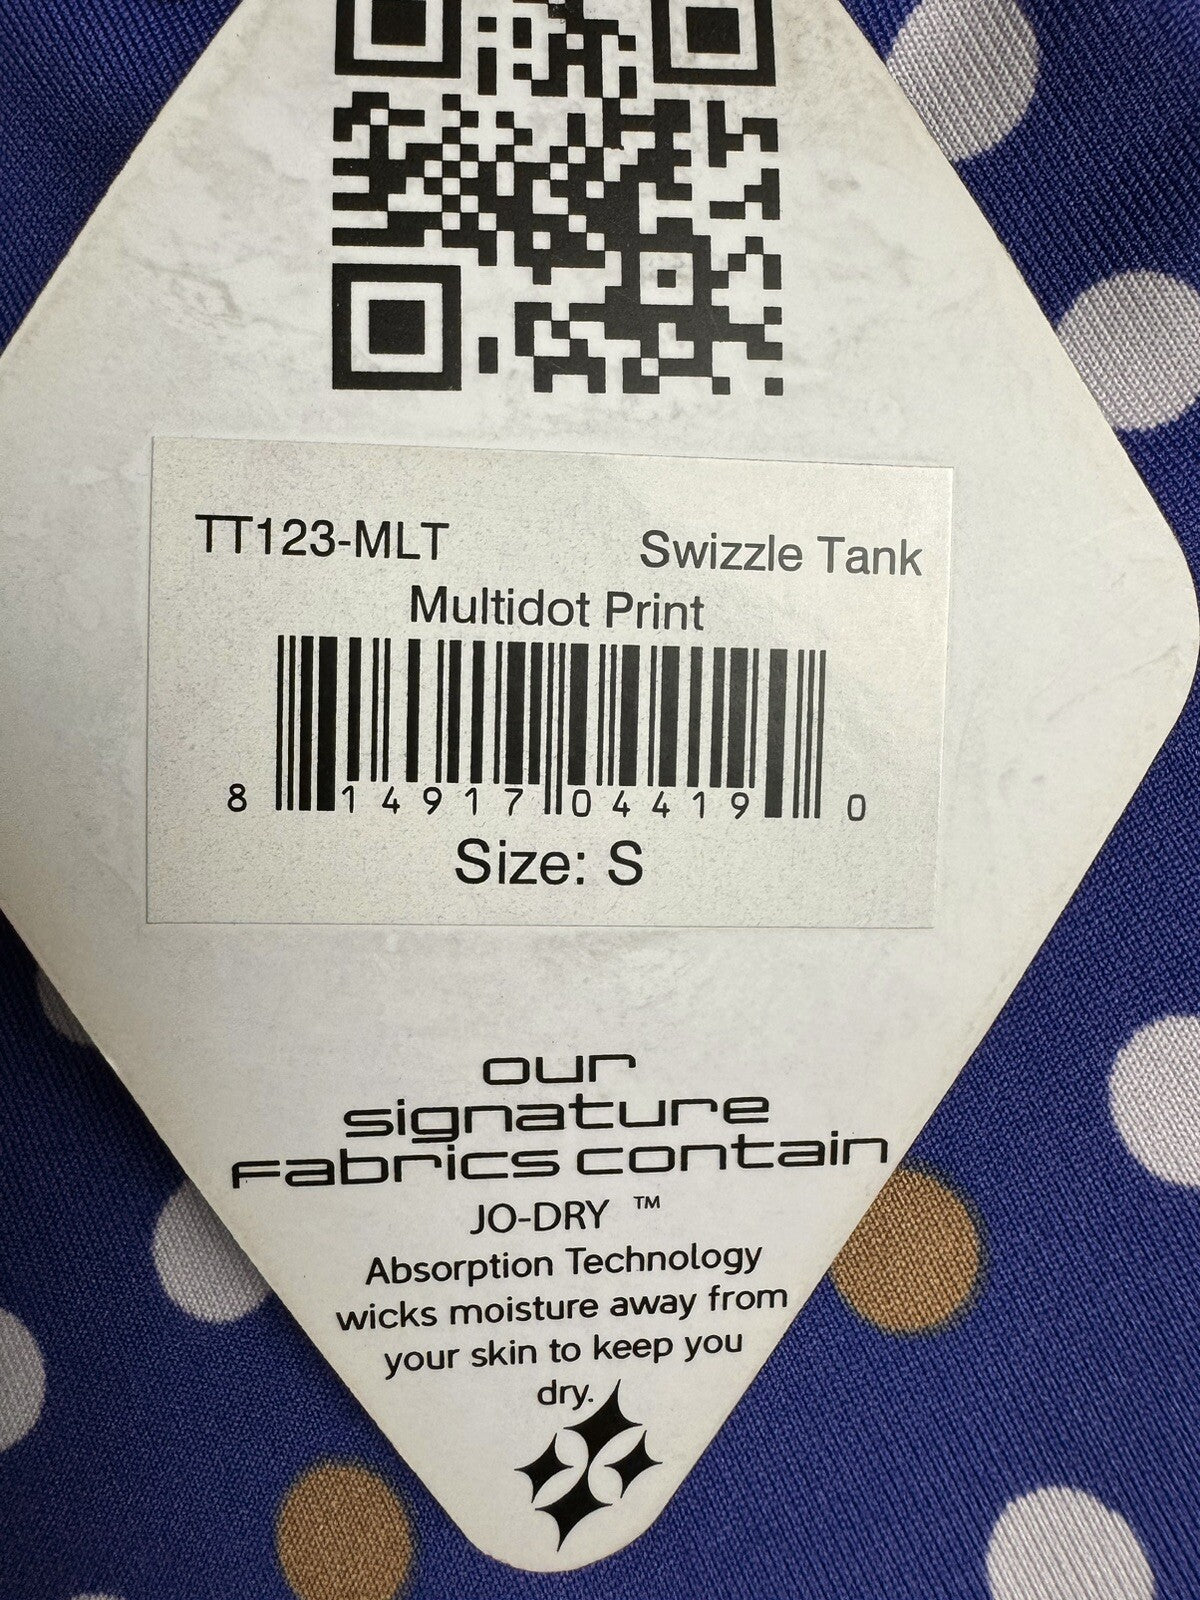 TT123-MLT Swizzle Tank
Multidot Print
8 14917 04419 0
Size: S
our
signature
Fabrics contain
JO-DRY ™
Absorption Technology
wicks moisture away from
your skin to keep you
dry.